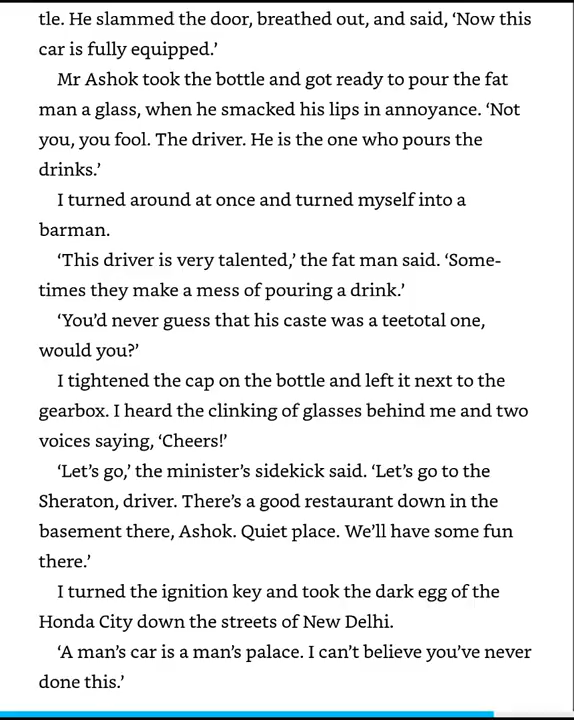 tle. He slammed the door, breathed out, and said, ‘Now this
car is fully equipped.’
Mr Ashok took the bottle and got ready to pour the fat
man a glass, when he smacked his lips in annoyance. ‘Not
you, you fool. The driver. He is the one who pours the
drinks.’
I turned around at once and turned myself into a
barman.
‘This driver is very talented,’ the fat man said. ‘Some-
times they make a mess of pouring a drink.’
‘You’d never guess that his caste was a teetotal one,
would you?’
I tightened the cap on the bottle and left it next to the
gearbox. I heard the clinking of glasses behind me and two
voices saying, ‘Cheers!’
‘Let’s go,’ the minister’s sidekick said. ‘Let’s go to the
Sheraton, driver. There’s a good restaurant down in the
basement there, Ashok. Quiet place. We’ll have some fun
there.’
I turned the ignition key and took the dark egg of the
Honda City down the streets of New Delhi.
‘A man’s car is a man’s palace. I can’t believe you’ve never
done this.’